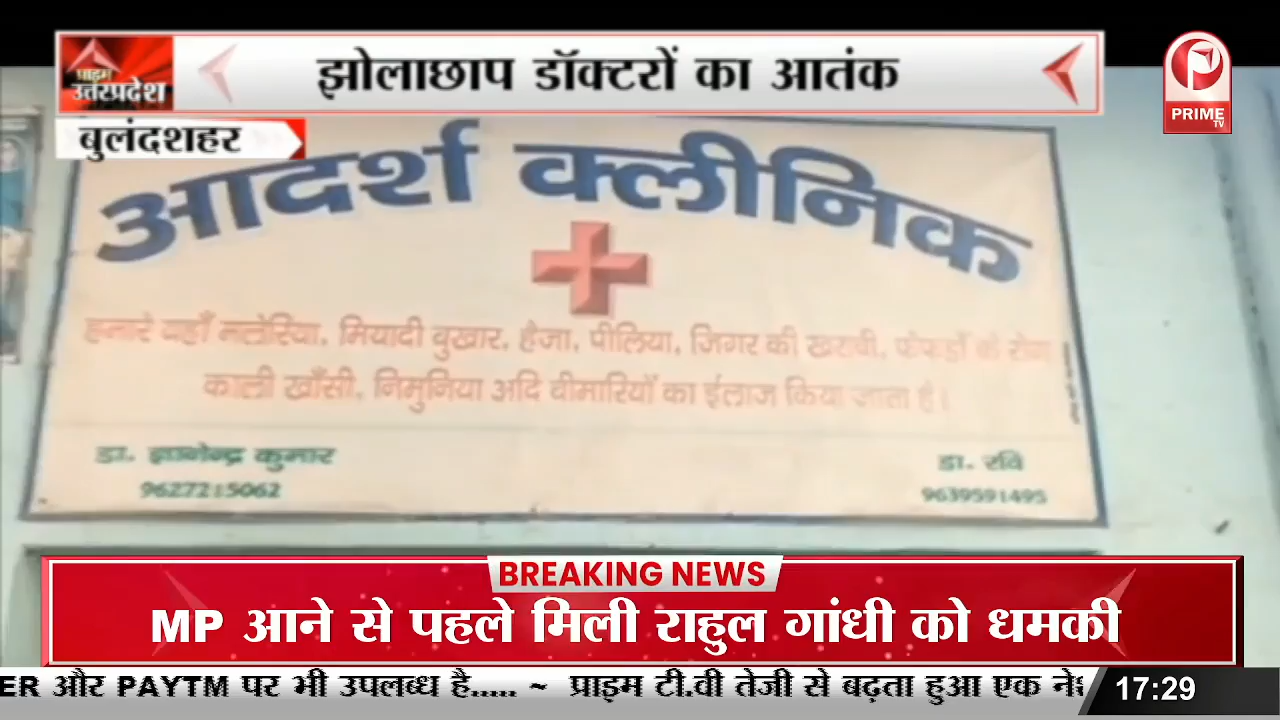 झोलाछाप डॉक्टरों का आतंक
प्राइम
उत्तरप्रदेश
PRIME
TV
बुलंदशहर
आदर्श क्लीनिक
हमारे यहाँ मलेरिया, मियादी बुखार, हैजा, पीलिया, जिगर की खराबी, फेफड़ों के रोग
काली खाँसी, निमुनिया अदि बीमारियों का ईलाज किया जाता है।
डा. ज्ञानेन्द्र कुमार
डा. रवि
9627215062
9639591495
BREAKING NEWS
MP आने से पहले मिली राहुल गांधी को धमकी
ER और PAYTM पर भी उपलब्ध है..... ~ प्राइम टी.वी तेजी से बढ़ता हुआ एक
17:29